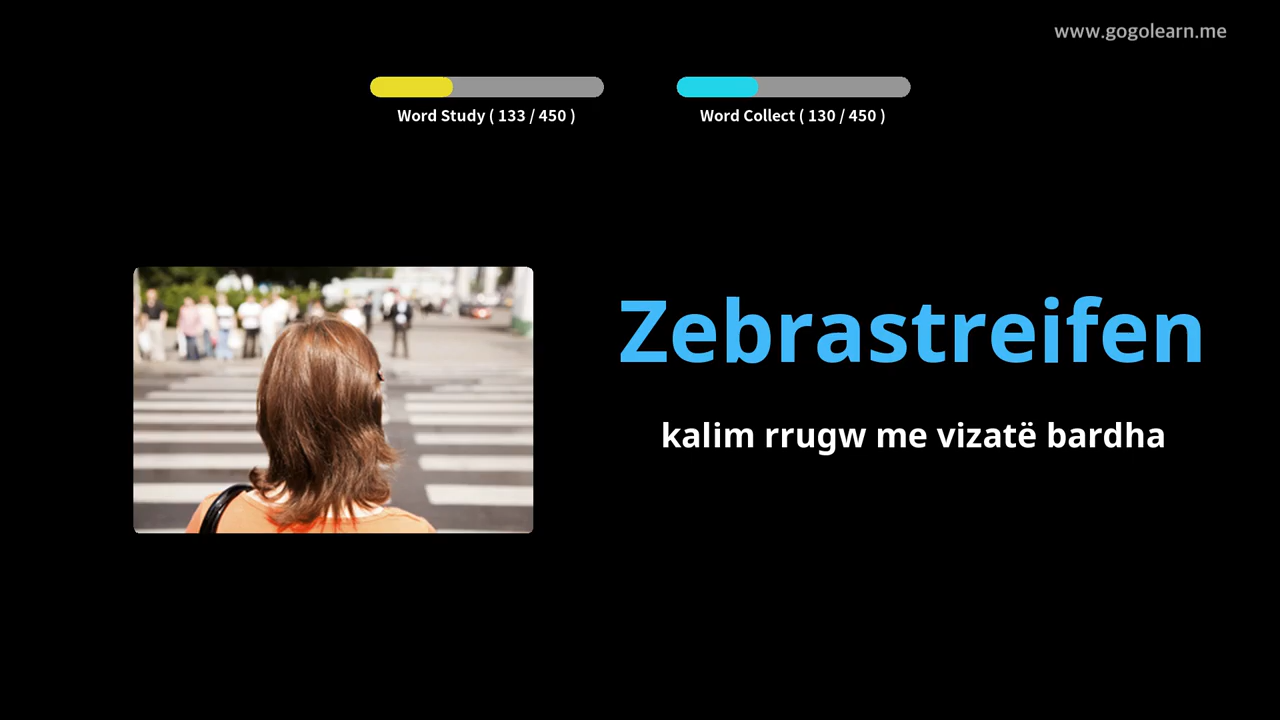 www.gogolearn.me
Word Study ( 133 / 450 )
Word Collect ( 130 / 450 )
Zebrastreifen
kalim rrugw me vizatë bardha